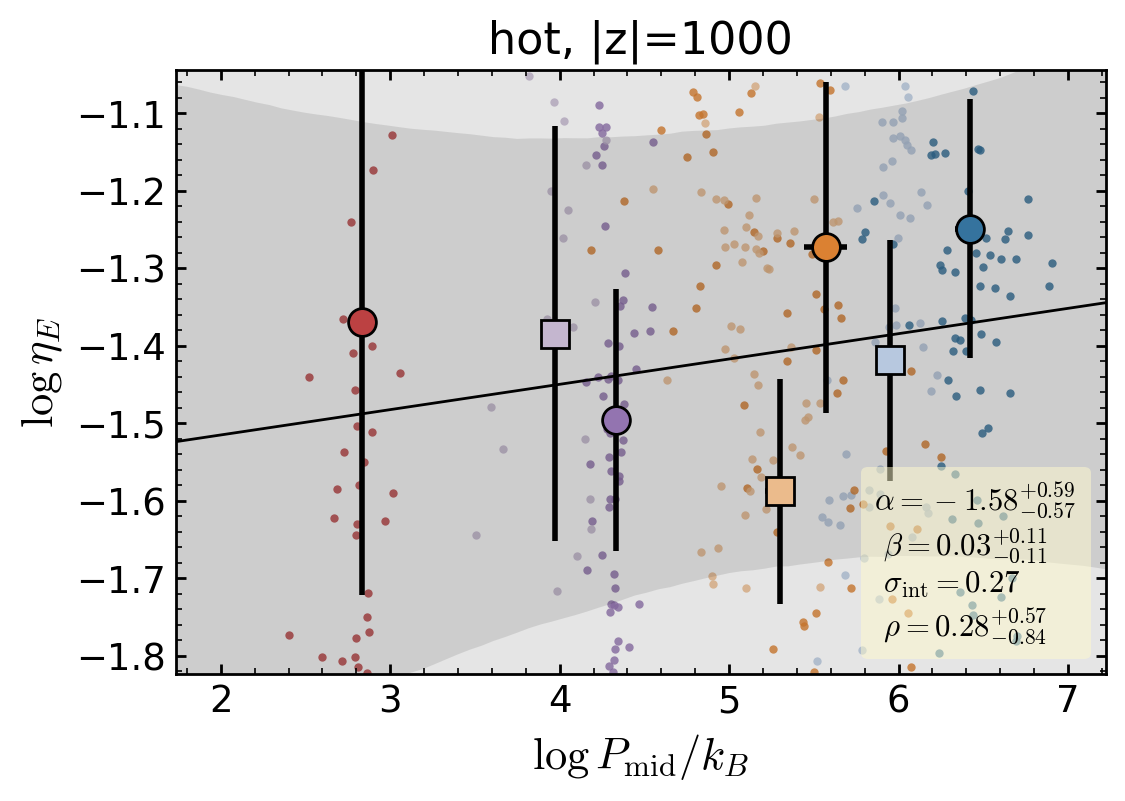 hot, |z|=1000
log η_E
−1.1
−1.2
−1.3
−1.4
−1.5
−1.6
−1.7
−1.8
α = −1.58^{+0.59}_{−0.57}
β = 0.03^{+0.11}_{−0.11}
σ_int = 0.27
ρ = 0.28^{+0.57}_{−0.84}
2 3 4 5 6 7
log P_mid/k_B